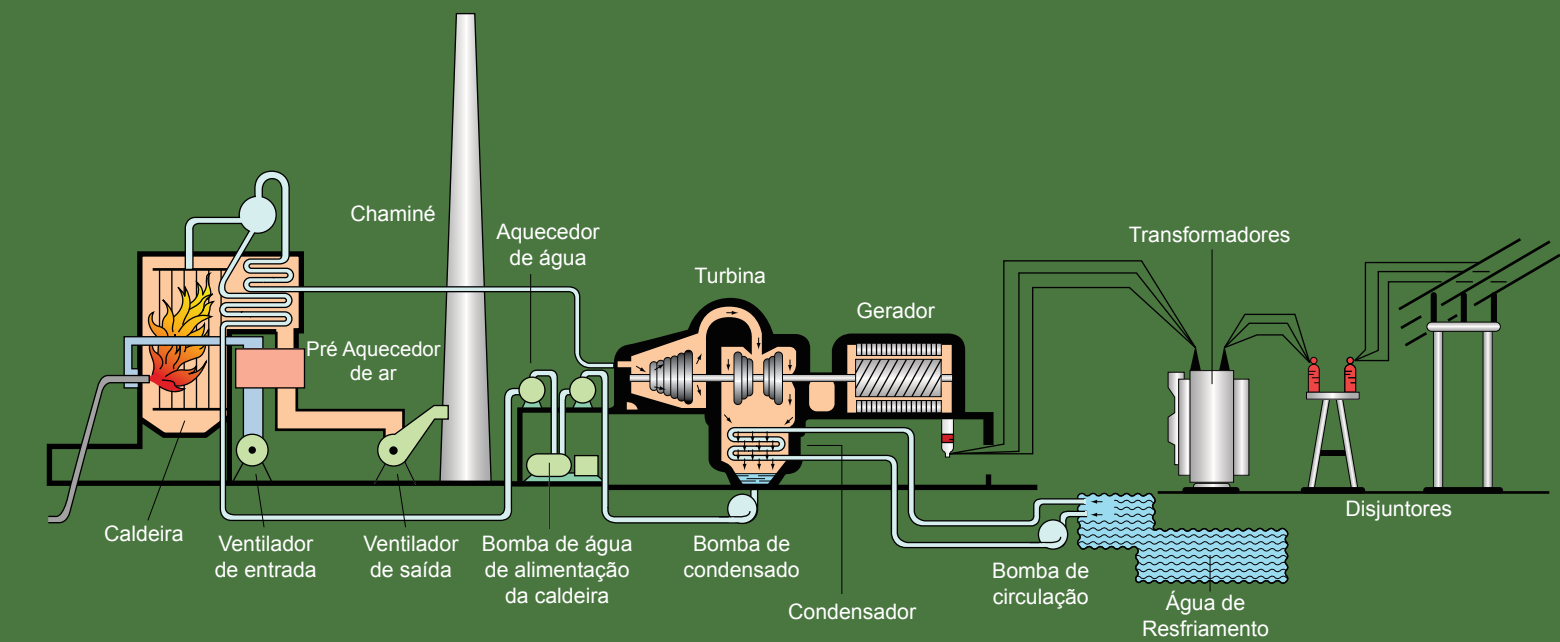 Chaminé
Aquecedor
de água
Turbina
Gerador
Transformadores
Pré Aquecedor
de ar
Caldeira
Ventilador
de entrada
Ventilador
de saída
Bomba de água
de alimentação
da caldeira
Bomba de
condensado
Condensador
Bomba de
circulação
Água de
Resfriamento
Disjuntores